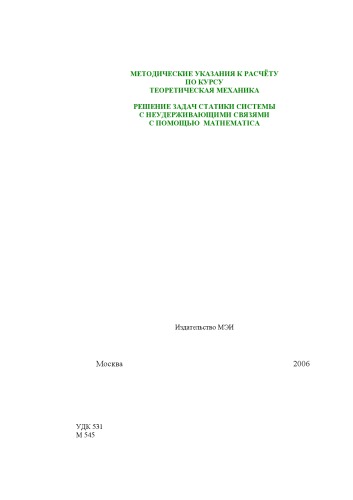 МЕТОДИЧЕСКИЕ УКАЗАНИЯ К РАСЧЁТУ
ПО КУРСУ
ТЕОРЕТИЧЕСКАЯ МЕХАНИКА
РЕШЕНИЕ ЗАДАЧ СТАТИКИ СИСТЕМЫ
С НЕУДЕРЖИВАЮЩИМИ СВЯЗЯМИ
С ПОМОЩЬЮ MATHEMATICA
Издательство МЭИ
Москва 2006
УДК 531
М 545